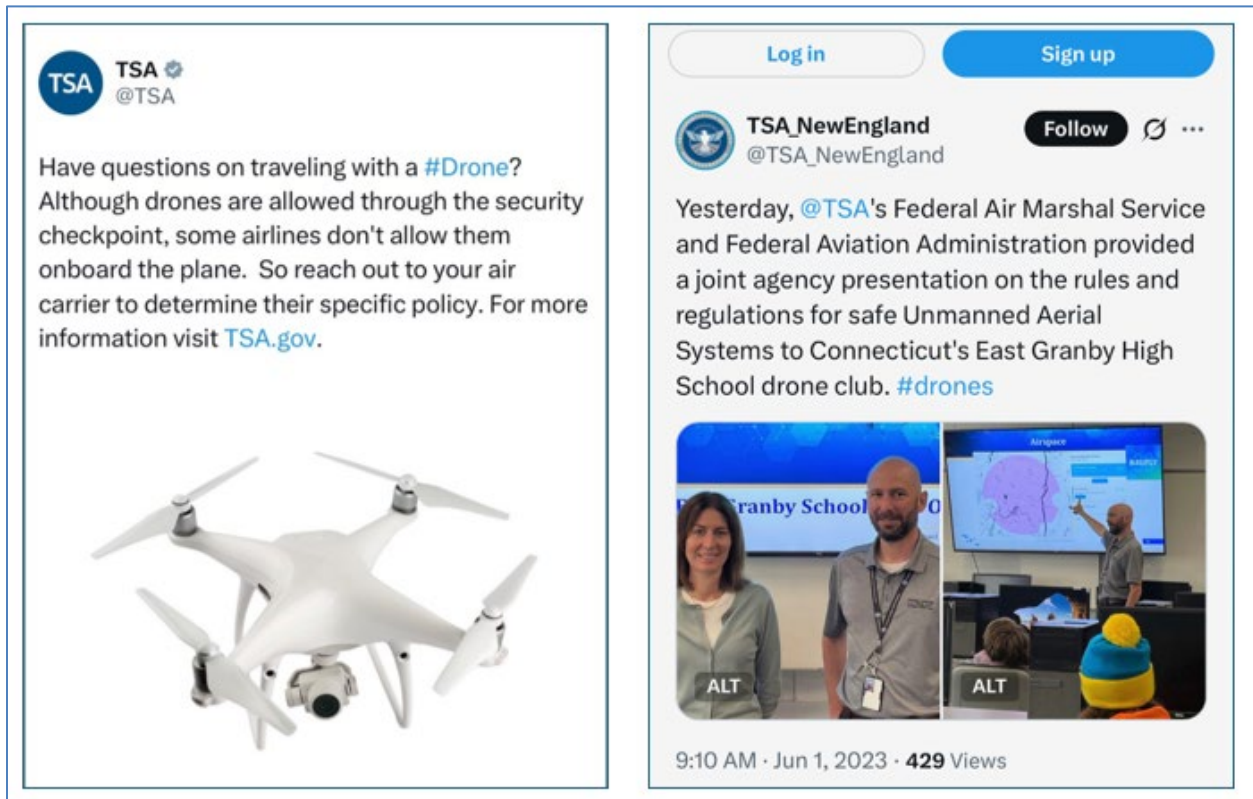 TSA
TSA
@TSA
Have questions on traveling with a #Drone?
Although drones are allowed through the security
checkpoint, some airlines don't allow them
onboard the plane.  So reach out to your air
carrier to determine their specific policy. For more
information visit TSA.gov.
Log in
Sign up
TSA_NewEngland
@TSA_NewEngland
Follow
Yesterday, @TSA's Federal Air Marshal Service
and Federal Aviation Administration provided
a joint agency presentation on the rules and
regulations for safe Unmanned Aerial
Systems to Connecticut's East Granby High
School drone club. #drones
Granby School
Airspace
ALT
ALT
9:10 AM · Jun 1, 2023 · 429 Views